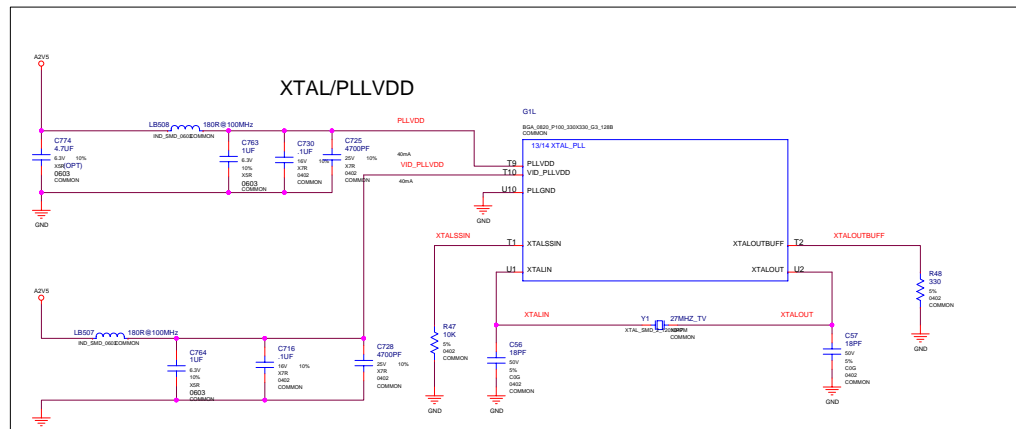 A2V5
XTAL/PLLVDD
LB508
180R@100MHz
IND_SMD_0603
COMMON
PLLVDD
C774
4.7UF
6.3V 10%
X5R
(OPT)
0603
COMMON
C763
1UF
6.3V
10%
X5R
0603
COMMON
C730
.1UF
16V 10%
X7R
0402
COMMON
C725
4700PF
25V 10%
X7R
0402
COMMON
40mA
VID_PLLVDD
40mA
GND
G1L
BGA_0820_P100_330X330_G3_128B
COMMON
13/14 XTAL_PLL
T9 PLLVDD
T10 VID_PLLVDD
U10 PLLGND
GND
XTALSSIN
T1 XTALSSIN
XTALOUTBUFF T2
XTALOUTBUFF
U1 XTALIN
XTALOUT U2
R48
330
5%
0402
COMMON
GND
A2V5
LB507
180R@100MHz
IND_SMD_0603
COMMON
C764
1UF
6.3V
10%
X5R
0603
COMMON
C716
.1UF
16V 10%
X7R
0402
COMMON
C728
4700PF
25V 10%
X7R
0402
COMMON
R47
10K
5%
0402
COMMON
GND
XTALIN
Y1
27MHZ_TV
COMMON
XTALOUT
C56
18PF
50V
5%
C0G
0402
COMMON
GND
C57
18PF
50V
5%
C0G
0402
COMMON
GND